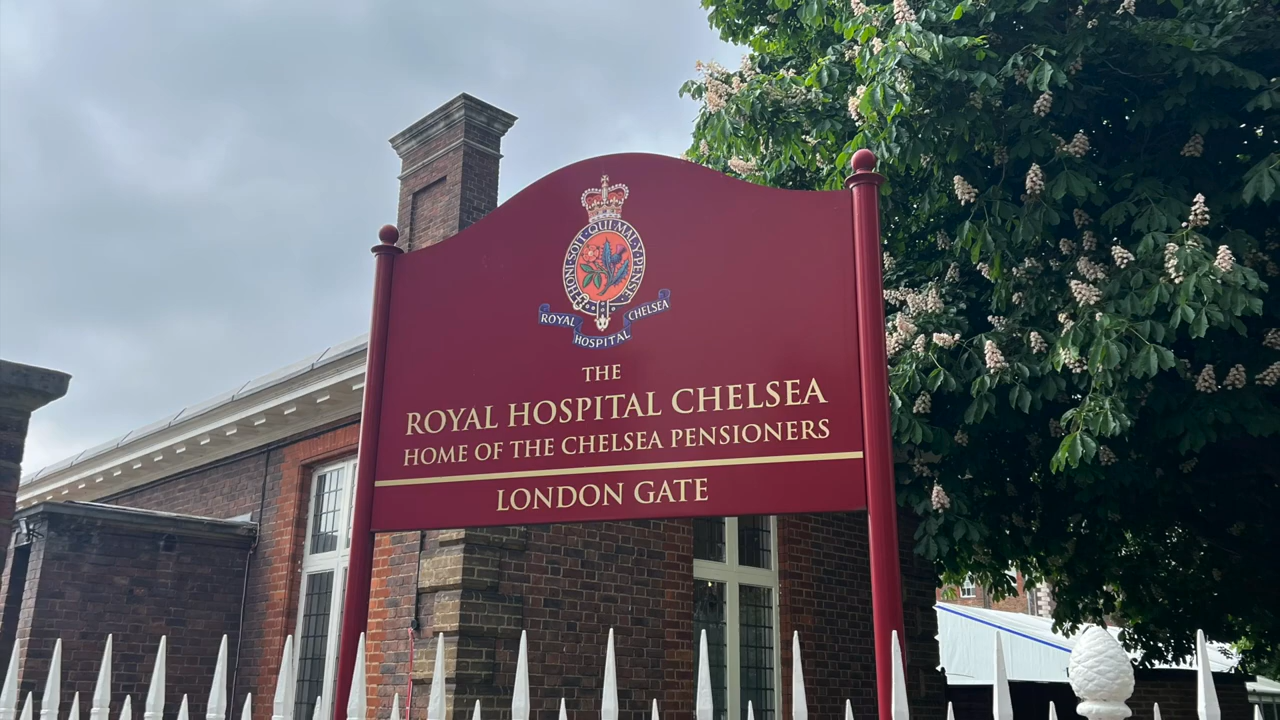 HONI·SOIT·QUI·MAL·Y·PENSE
ROYAL HOSPITAL CHELSEA
THE
ROYAL HOSPITAL CHELSEA
HOME OF THE CHELSEA PENSIONERS
LONDON GATE